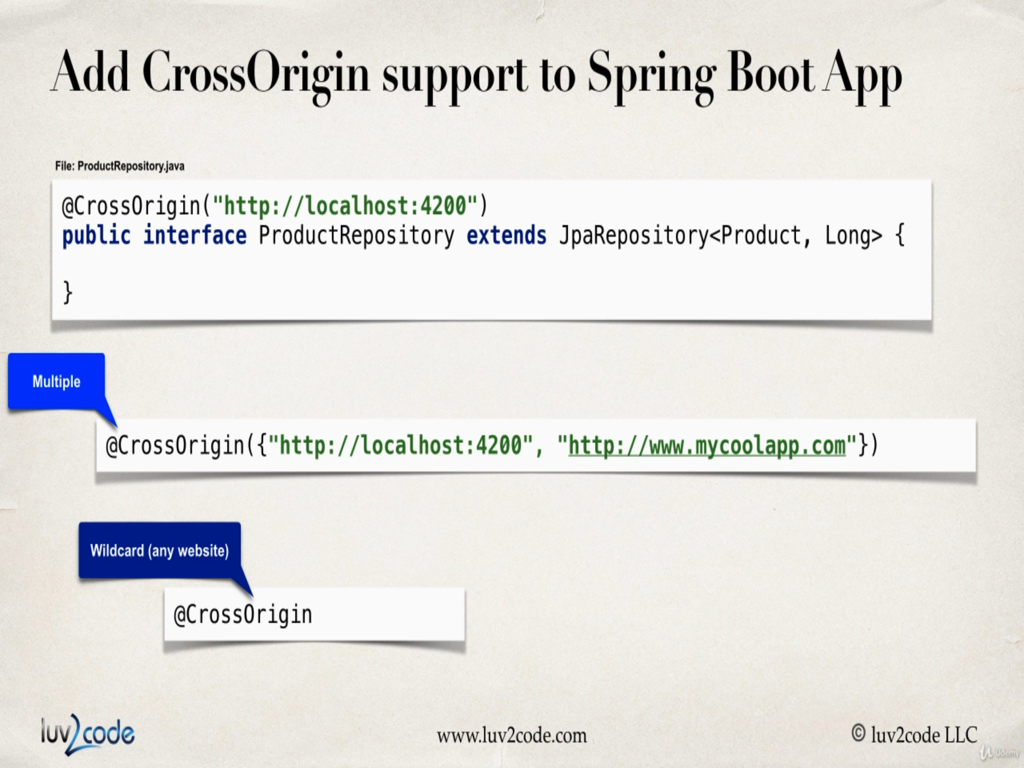 Add CrossOrigin support to Spring Boot App
File: ProductRepository.java
@CrossOrigin("http://localhost:4200")
public interface ProductRepository extends JpaRepository<Product, Long> {
}
Multiple
@CrossOrigin({"http://localhost:4200", "http://www.mycoolapp.com"})
Wildcard (any website)
@CrossOrigin
luv2code
www.luv2code.com
© luv2code LLC
Udemy